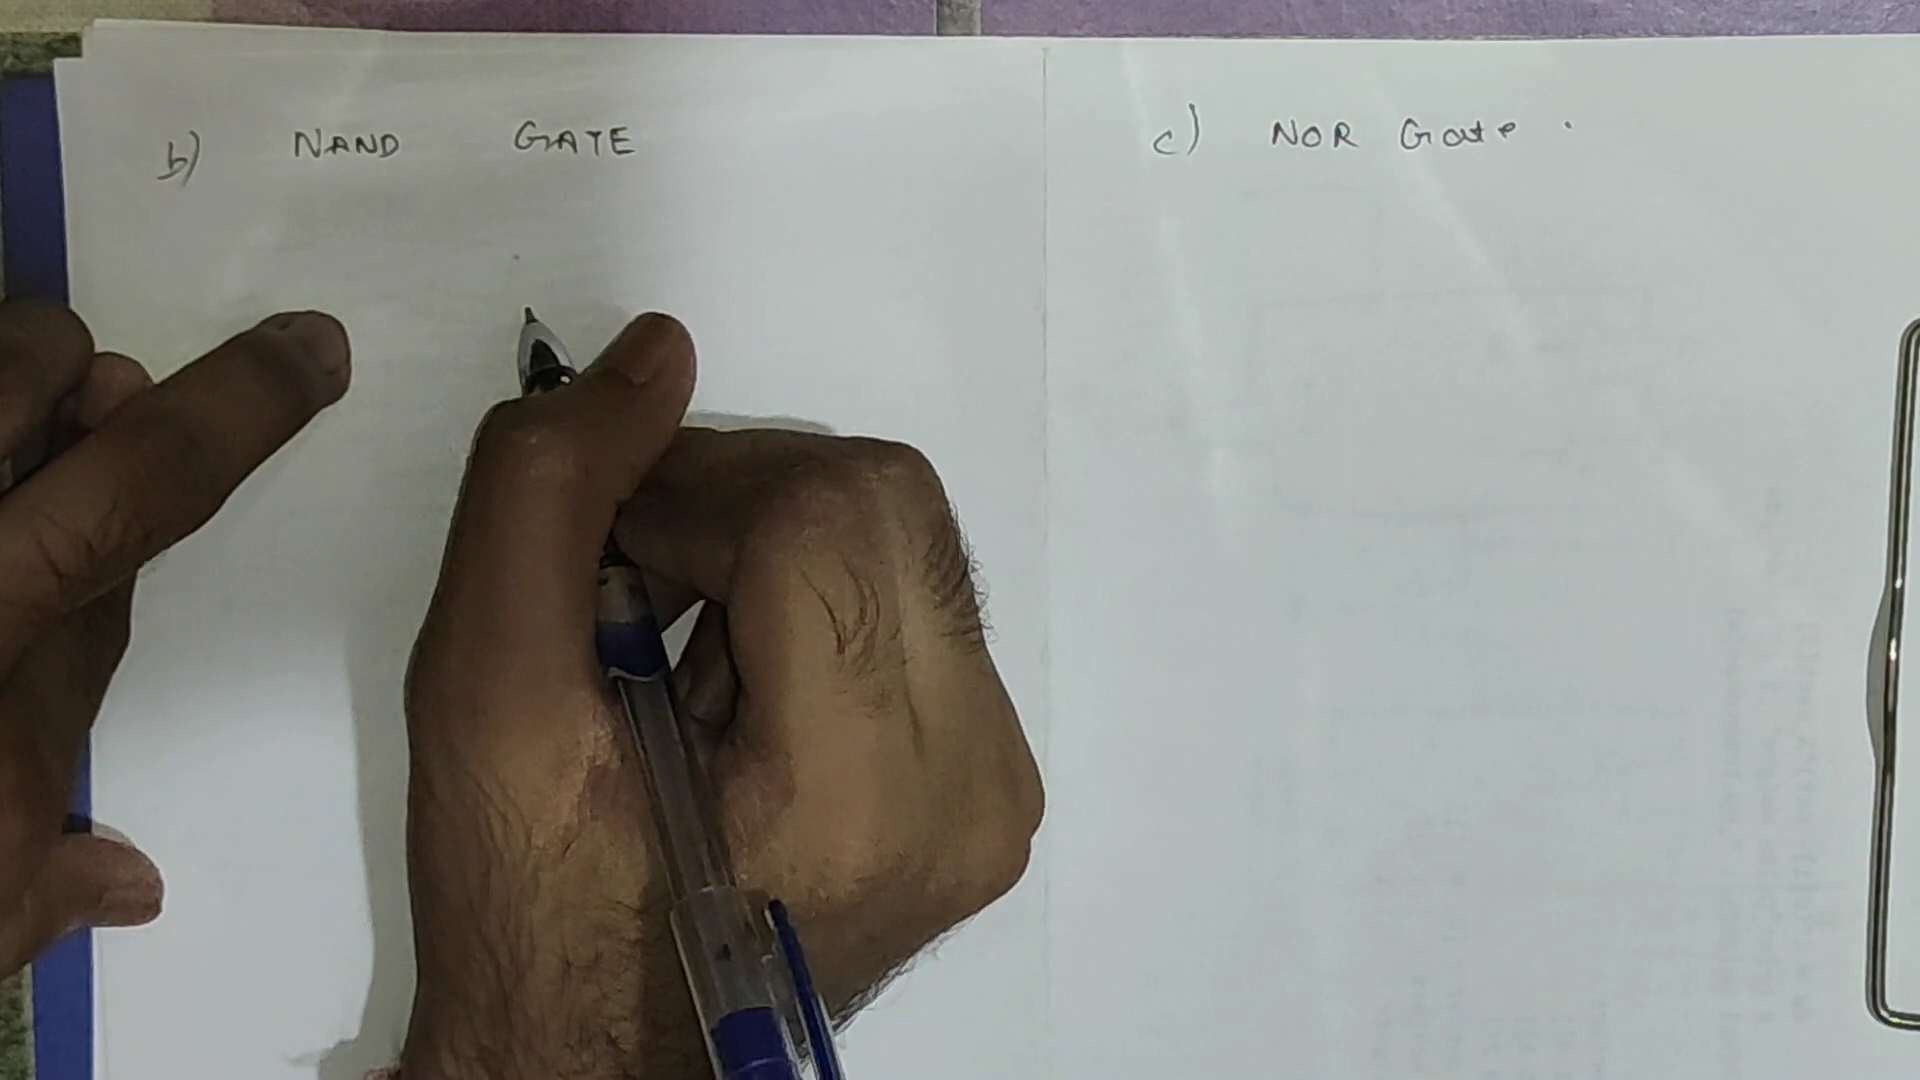 b) NAND GATE
c) NOR Gate .